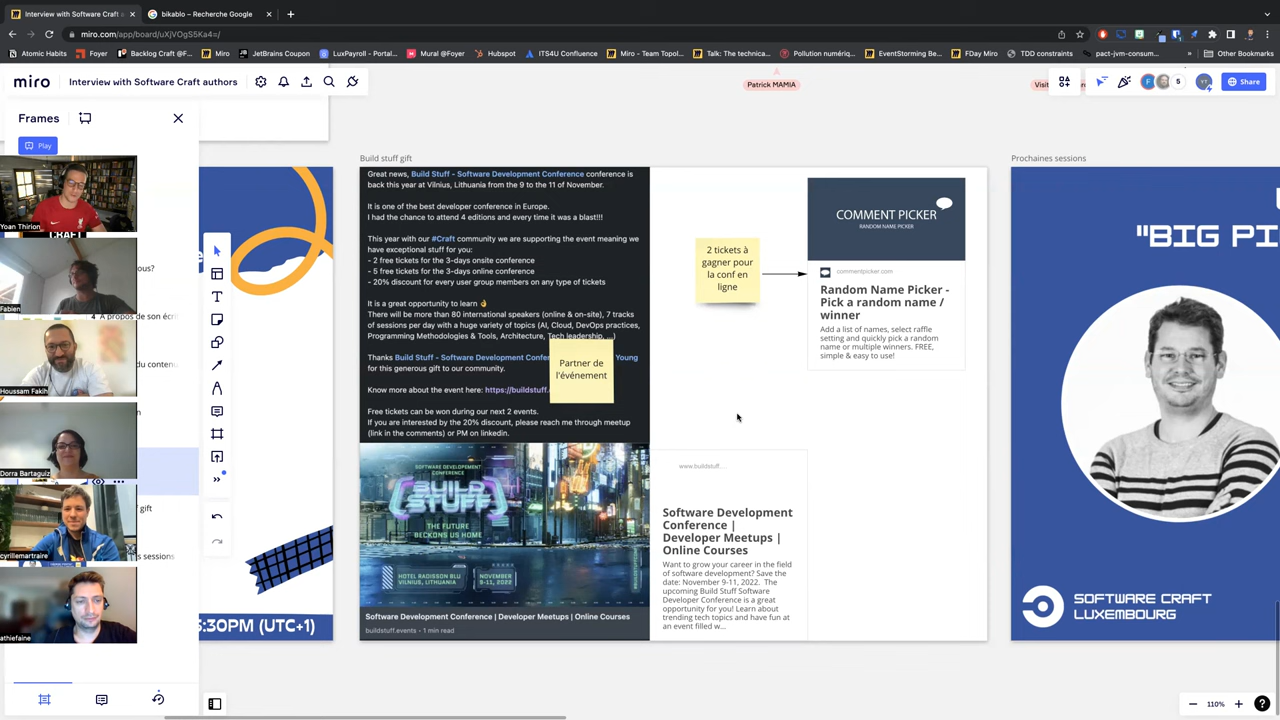 Interview with Software Craft
bikablo – Recherche Google
miro.com/app/board/uXjVOgS5Ka4=/
Atomic Habits
Foyer
Backlog Craft @F...
Miro
JetBrains Coupon
LuxPayroll - Portal...
Mural @Foyer
Hubspot
ITS4U Confluence
Miro - Team Topol...
Talk: The technica...
Pollution numériq...
EventStorming Be...
FDay Miro
TDD constraints
pact-jvm-consum...
Other Bookmarks
miro
Interview with Software Craft authors
Patrick MAMIA
Visit
5
Share
Frames
Play
Yoan Thirion
Fabien
Houssam Fakih
Dorra Bartaguiz
cyrillemartraire
athiefaine
ous?
4 A propos de son écri
du contenu
on
gift
s sessions
5:30PM (UTC+1)
Build stuff gift
Great news, Build Stuff - Software Development Conference conference is
back this year at Vilnius, Lithuania from the 9 to the 11 of November.
It is one of the best developer conference in Europe.
I had the chance to attend 4 editions and every time it was a blast!!!
This year with our #Craft community we are supporting the event meaning we
have exceptional stuff for you:
- 2 free tickets for the 3-days onsite conference
- 5 free tickets for the 3-days online conference
- 20% discount for every user group members on any type of tickets
It is a great opportunity to learn 👌
There will be more than 80 international speakers (online & on-site), 7 tracks
of sessions per day with a huge variety of topics (AI, Cloud, DevOps practices,
Programming Methodologies & Tools, Architecture, Tech leadership, ...)
Thanks Build Stuff - Software Development Confer Young
for this generous gift to our community.
Know more about the event here: https://buildstuff.
Free tickets can be won during our next 2 events.
If you are interested by the 20% discount, please reach me through meetup
(link in the comments) or PM on linkedin.
Partner de
l'événement
SOFTWARE DEVELOPEMENT
CONFERENCE
BUILD
STUFF
THE FUTURE
BECKONS US HOME
HOTEL RADISSON BLU
VILNIUS, LITHUANIA
NOVEMBER
9-11, 2022
Software Development Conference | Developer Meetups | Online Courses
buildstuff.events • 1 min read
2 tickets à
gagner pour
la conf en
ligne
COMMENT PICKER
RANDOM NAME PICKER
commentpicker.com
Random Name Picker -
Pick a random name /
winner
Add a list of names, select raffle
setting and quickly pick a random
name or multiple winners. FREE,
simple & easy to use!
www.buildstuff...
Software Development
Conference |
Developer Meetups |
Online Courses
Want to grow your career in the field
of software development? Save the
date: November 9-11, 2022. The
upcoming Build Stuff Software
Developer Conference is a great
opportunity for you! Learn about
trending tech topics and have fun at
an event filled w...
Prochaines sessions
"BIG PI
SOFTWARE CRAFT
LUXEMBOURG
110%